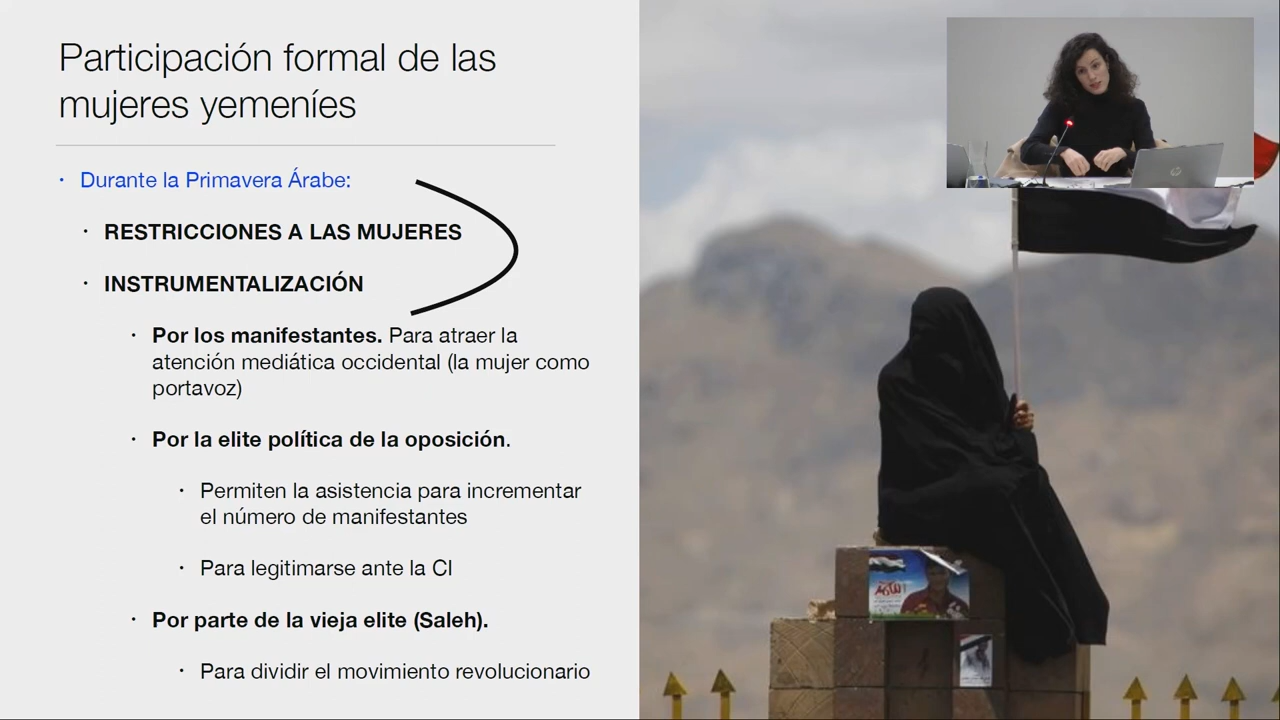 Participación formal de las
mujeres yemeníes
· Durante la Primavera Árabe:
· RESTRICCIONES A LAS MUJERES
· INSTRUMENTALIZACIÓN
· Por los manifestantes. Para atraer la
atención mediática occidental (la mujer como
portavoz)
· Por la elite política de la oposición.
· Permiten la asistencia para incrementar
el número de manifestantes
· Para legitimarse ante la CI
· Por parte de la vieja elite (Saleh).
· Para dividir el movimiento revolucionario